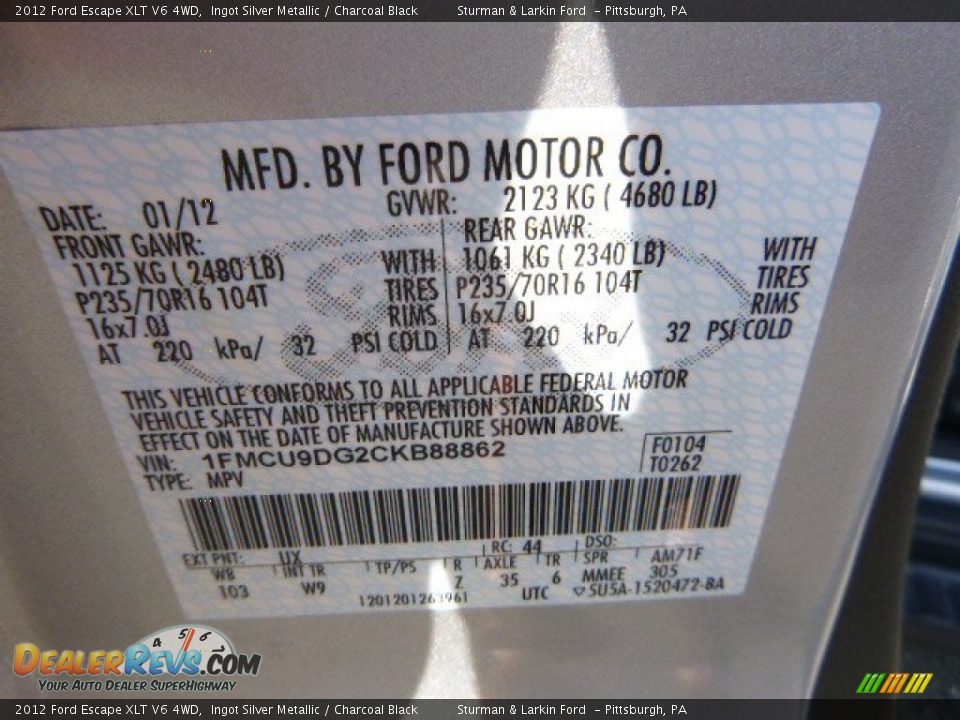 2012 Ford Escape XLT V6 4WD, Ingot Silver Metallic / Charcoal Black Sturman & Larkin Ford - Pittsburgh, PA
MFD. BY FORD MOTOR CO.
DATE: 01/12 GVWR: 2123 KG ( 4680 LB)
FRONT GAWR: REAR GAWR:
1125 KG ( 2480 LB) WITH 1061 KG ( 2340 LB) WITH
P235/70R16 104T TIRES P235/70R16 104T TIRES
16x7.0J RIMS 16x7.0J RIMS
AT 220 kPa/ 32 PSI COLD AT 220 kPa/ 32 PSI COLD
THIS VEHICLE CONFORMS TO ALL APPLICABLE FEDERAL MOTOR
VEHICLE SAFETY AND THEFT PREVENTION STANDARDS IN
EFFECT ON THE DATE OF MANUFACTURE SHOWN ABOVE.
VIN: 1FMCU9DG2CKB88862 F0104
TYPE: MPV T0262
EXT PNT: UX RC: 44 DSO:
WB INT TR TP/PS R AXLE TR SPR AM71F
103 W9 Z 35 6 MMEE 305
UTC 5U5A-1520472-BA
4 5 6
DEALERREVS.COM
YOUR AUTO DEALER SUPERHIGHWAY
2012 Ford Escape XLT V6 4WD, Ingot Silver Metallic / Charcoal Black Sturman & Larkin Ford - Pittsburgh, PA